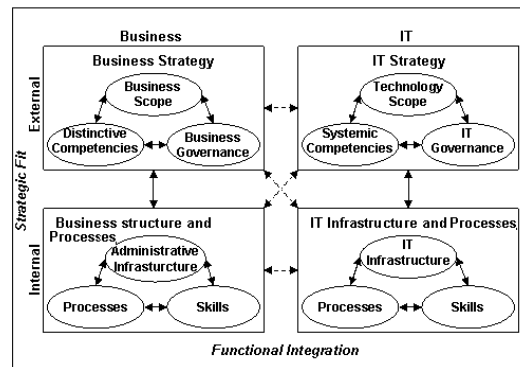 Business
IT
Strategic Fit
External
Business Strategy
Business
Scope
Distinctive
Competencies
Business
Governance
IT Strategy
Technology
Scope
Systemic
Competencies
IT
Governance
Internal
Business structure and
Processes
Administrative
Infrasturcture
Processes
Skills
IT Infrastructure and Processes
IT
Infrastructure
Processes
Skills
Functional Integration